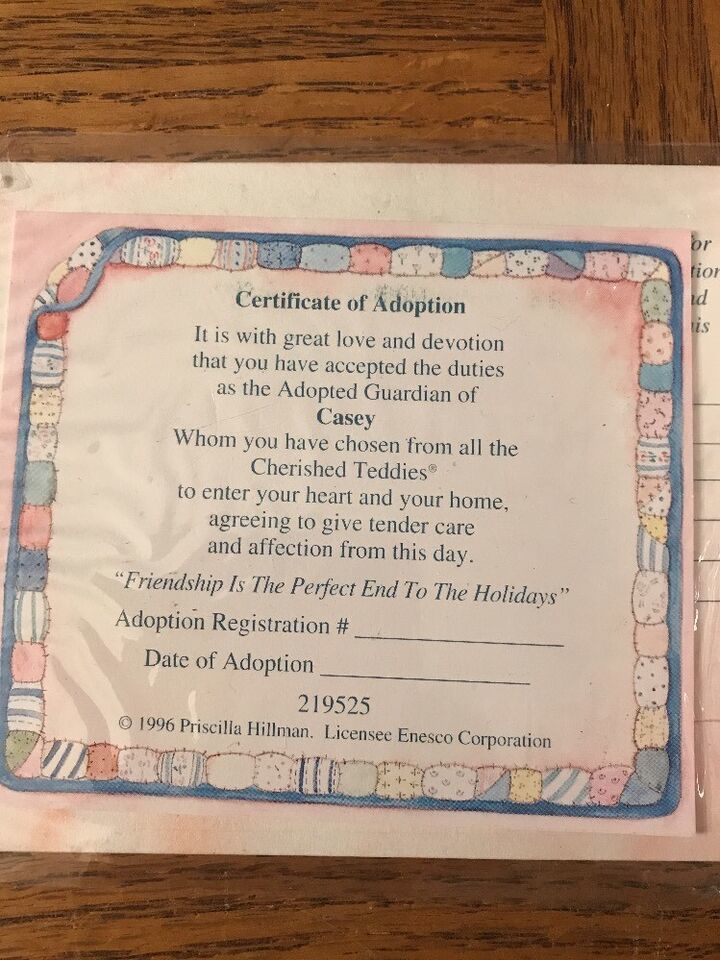 Certificate of Adoption
It is with great love and devotion
that you have accepted the duties
as the Adopted Guardian of
Casey
Whom you have chosen from all the
Cherished Teddies®
to enter your heart and your home,
agreeing to give tender care
and affection from this day.
“Friendship Is The Perfect End To The Holidays”
Adoption Registration #
Date of Adoption
219525
© 1996 Priscilla Hillman. Licensee Enesco Corporation